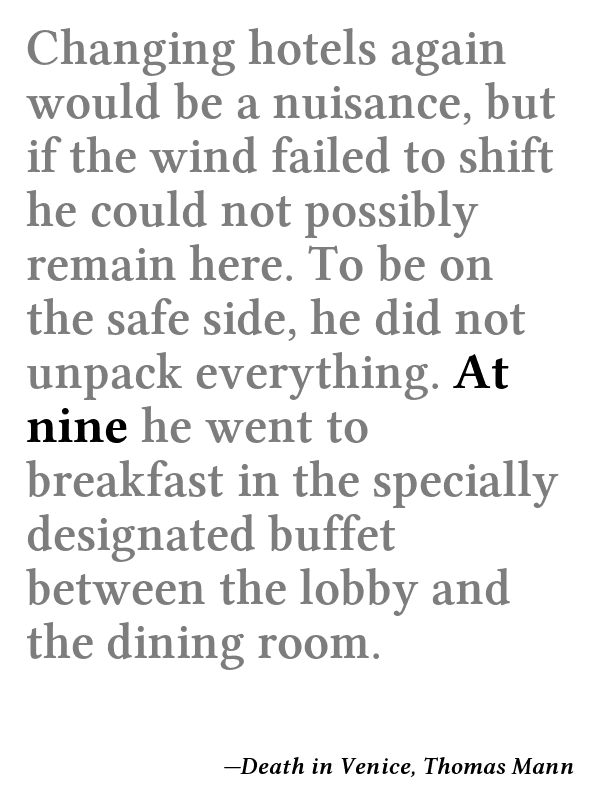 Changing hotels again
would be a nuisance, but
if the wind failed to shift
he could not possibly
remain here. To be on
the safe side, he did not
unpack everything. At
nine he went to
breakfast in the specially
designated buffet
between the lobby and
the dining room.
—Death in Venice, Thomas Mann